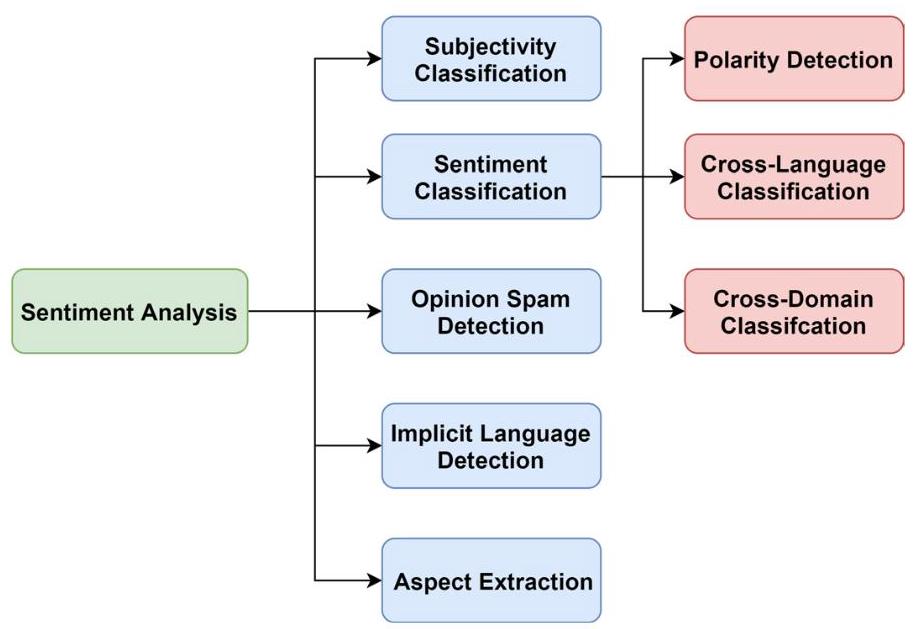 Sentiment Analysis
Subjectivity
Classification
Sentiment
Classification
Opinion Spam
Detection
Implicit Language
Detection
Aspect Extraction
Polarity Detection
Cross-Language
Classification
Cross-Domain
Classifcation